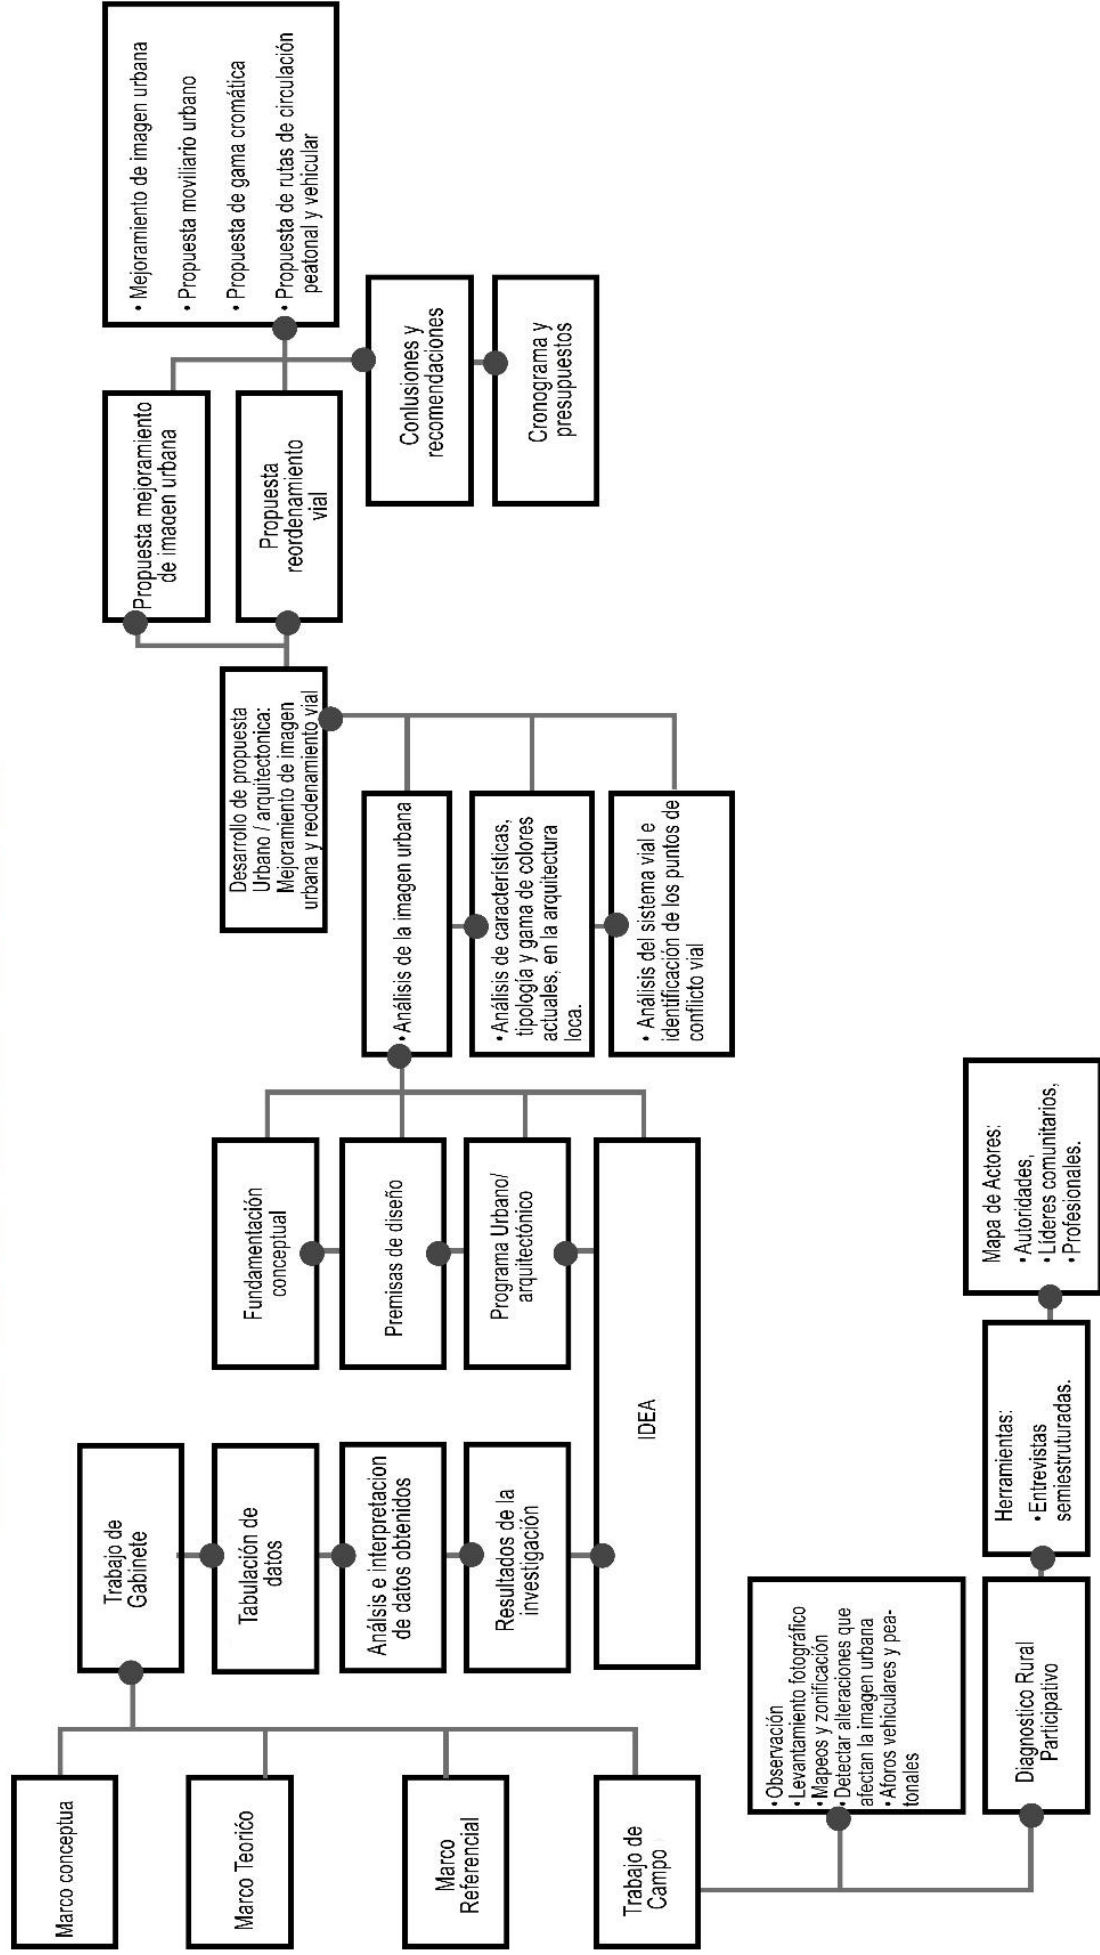 Marco conceptua
Marco Teorićo
Marco
Referencial
Trabajo de
Campo
• Observación
• Levantamiento fotográfico
• Mapeos y zonificación
• Detectar alteraciones que
afectan la imagen urbana
• Aforos vehiculares y pea-
tonales
Diagnostico Rural
Participativo
Herramientas:
• Entrevistas
semiestruturadas.
Mapa de Actores:
• Autoridades,
• Líderes comunitarios,
• Profesionales.
Trabajo de
Gabinete
Tabulación de
datos
Análsis e interpretacion
de datos obtenidos
Resultados de la
investigación
IDEA
Fundamentación
conceptual
Premisas de diseño
Programa Urbano/
arquitectónico
• Análisis de la imagen urbana
• Análisis de características,
tipología y gama de colores
actuales, en la arquitectura
loca.
• Análisis del sistema vial e
identificación de los puntos de
conflicto vial
Desarrollo de propuesta
Urbano / arquitectonica:
Mejoramiento de imagen
urbana y reodenamiento vial
Propuesta mejoramiento
de imagen urbana
Propuesta
reordenamiento
vial
• Mejoramiento de imagen urbana
• Propuesta moviliario urbano
• Propuesta de gama cromática
• Propuesta de rutas de circulación
peatonal y vehicular
Conlusiones y
recomendaciones
Cronograma y
presupuestos